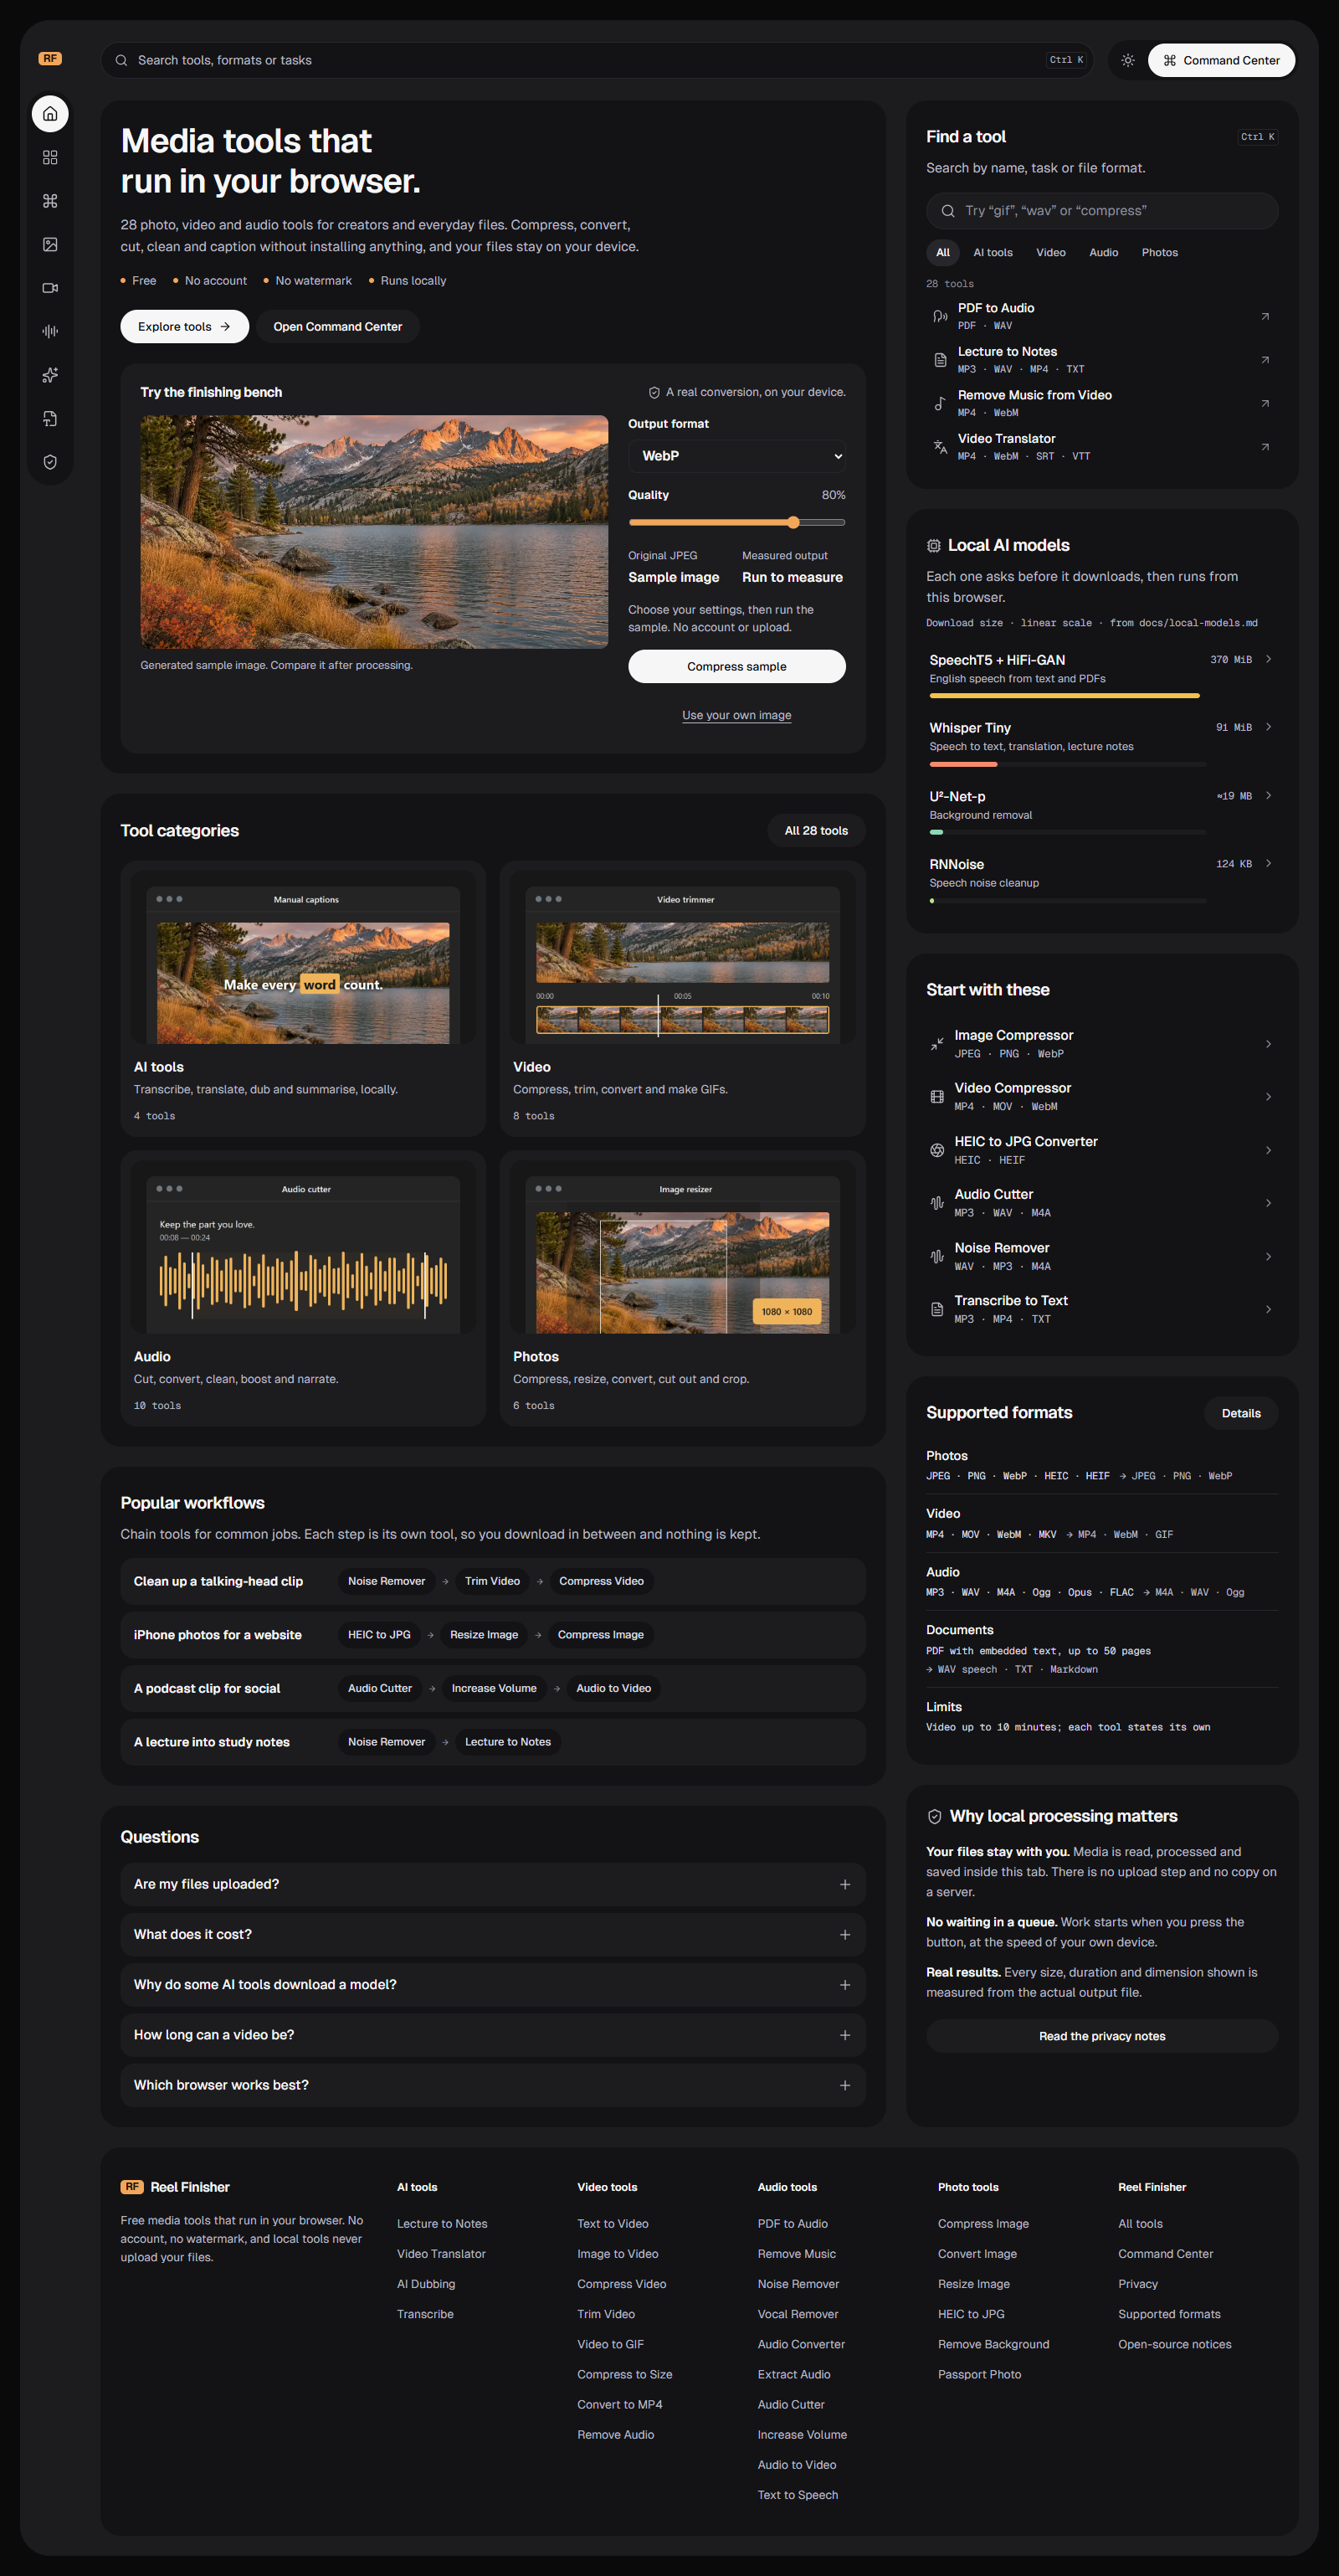 RF
Search tools, formats or tasks
Ctrl K
Command Center
Media tools that
run in your browser.
28 photo, video and audio tools for creators and everyday files. Compress, convert,
cut, clean and caption without installing anything, and your files stay on your device.
Free
No account
No watermark
Runs locally
Explore tools
Open Command Center
Try the finishing bench
A real conversion, on your device.
Generated sample image. Compare it after processing.
Output format
WebP
Quality
80%
Original JPEG
Measured output
Sample image
Run to measure
Choose your settings, then run the
sample. No account or upload.
Compress sample
Use your own image
Tool categories
All 28 tools
Manual captions
Make every word count.
AI tools
Transcribe, translate, dub and summarise, locally.
4 tools
Video trimmer
00:00
00:05
00:10
Video
Compress, trim, convert and make GIFs.
8 tools
Audio cutter
Keep the part you love.
00:08 — 00:24
Audio
Cut, convert, clean, boost and narrate.
10 tools
Image resizer
1080 × 1080
Photos
Compress, resize, convert, cut out and crop.
6 tools
Popular workflows
Chain tools for common jobs. Each step is its own tool, so you download in between and nothing is kept.
Clean up a talking-head clip
Noise Remover → Trim Video → Compress Video
iPhone photos for a website
HEIC to JPG → Resize Image → Compress Image
A podcast clip for social
Audio Cutter → Increase Volume → Audio to Video
A lecture into study notes
Noise Remover → Lecture to Notes
Questions
Are my files uploaded?
What does it cost?
Why do some AI tools download a model?
How long can a video be?
Which browser works best?
Find a tool
Ctrl K
Search by name, task or file format.
Try “gif”, “wav” or “compress”
All
AI tools
Video
Audio
Photos
28 tools
PDF to Audio
PDF · WAV
Lecture to Notes
MP3 · WAV · MP4 · TXT
Remove Music from Video
MP4 · WebM
Video Translator
MP4 · WebM · SRT · VTT
Local AI models
Each one asks before it downloads, then runs from
this browser.
Download size · linear scale · from docs/local-models.md
SpeechT5 + HiFi-GAN
370 MiB
English speech from text and PDFs
Whisper Tiny
91 MiB
Speech to text, translation, lecture notes
U²-Net-p
≈19 MB
Background removal
RNNoise
124 KB
Speech noise cleanup
Start with these
Image Compressor
JPEG · PNG · WebP
Video Compressor
MP4 · MOV · WebM
HEIC to JPG Converter
HEIC · HEIF
Audio Cutter
MP3 · WAV · M4A
Noise Remover
WAV · MP3 · M4A
Transcribe to Text
MP3 · MP4 · TXT
Supported formats
Details
Photos
JPEG · PNG · WebP · HEIC · HEIF → JPEG · PNG · WebP
Video
MP4 · MOV · WebM · MKV → MP4 · WebM · GIF
Audio
MP3 · WAV · M4A · Ogg · Opus · FLAC → M4A · WAV · Ogg
Documents
PDF with embedded text, up to 50 pages
→ WAV speech · TXT · Markdown
Limits
Video up to 10 minutes; each tool states its own
Why local processing matters
Your files stay with you. Media is read, processed and
saved inside this tab. There is no upload step and no copy on
a server.
No waiting in a queue. Work starts when you press the
button, at the speed of your own device.
Real results. Every size, duration and dimension shown is
measured from the actual output file.
Read the privacy notes
RF Reel Finisher
Free media tools that run in your browser. No
account, no watermark, and local tools never
upload your files.
AI tools
Lecture to Notes
Video Translator
AI Dubbing
Transcribe
Video tools
Text to Video
Image to Video
Compress Video
Trim Video
Video to GIF
Compress to Size
Convert to MP4
Remove Audio
Audio tools
PDF to Audio
Remove Music
Noise Remover
Vocal Remover
Audio Converter
Extract Audio
Audio Cutter
Increase Volume
Audio to Video
Text to Speech
Photo tools
Compress Image
Convert Image
Resize Image
HEIC to JPG
Remove Background
Passport Photo
Reel Finisher
All tools
Command Center
Privacy
Supported formats
Open-source notices